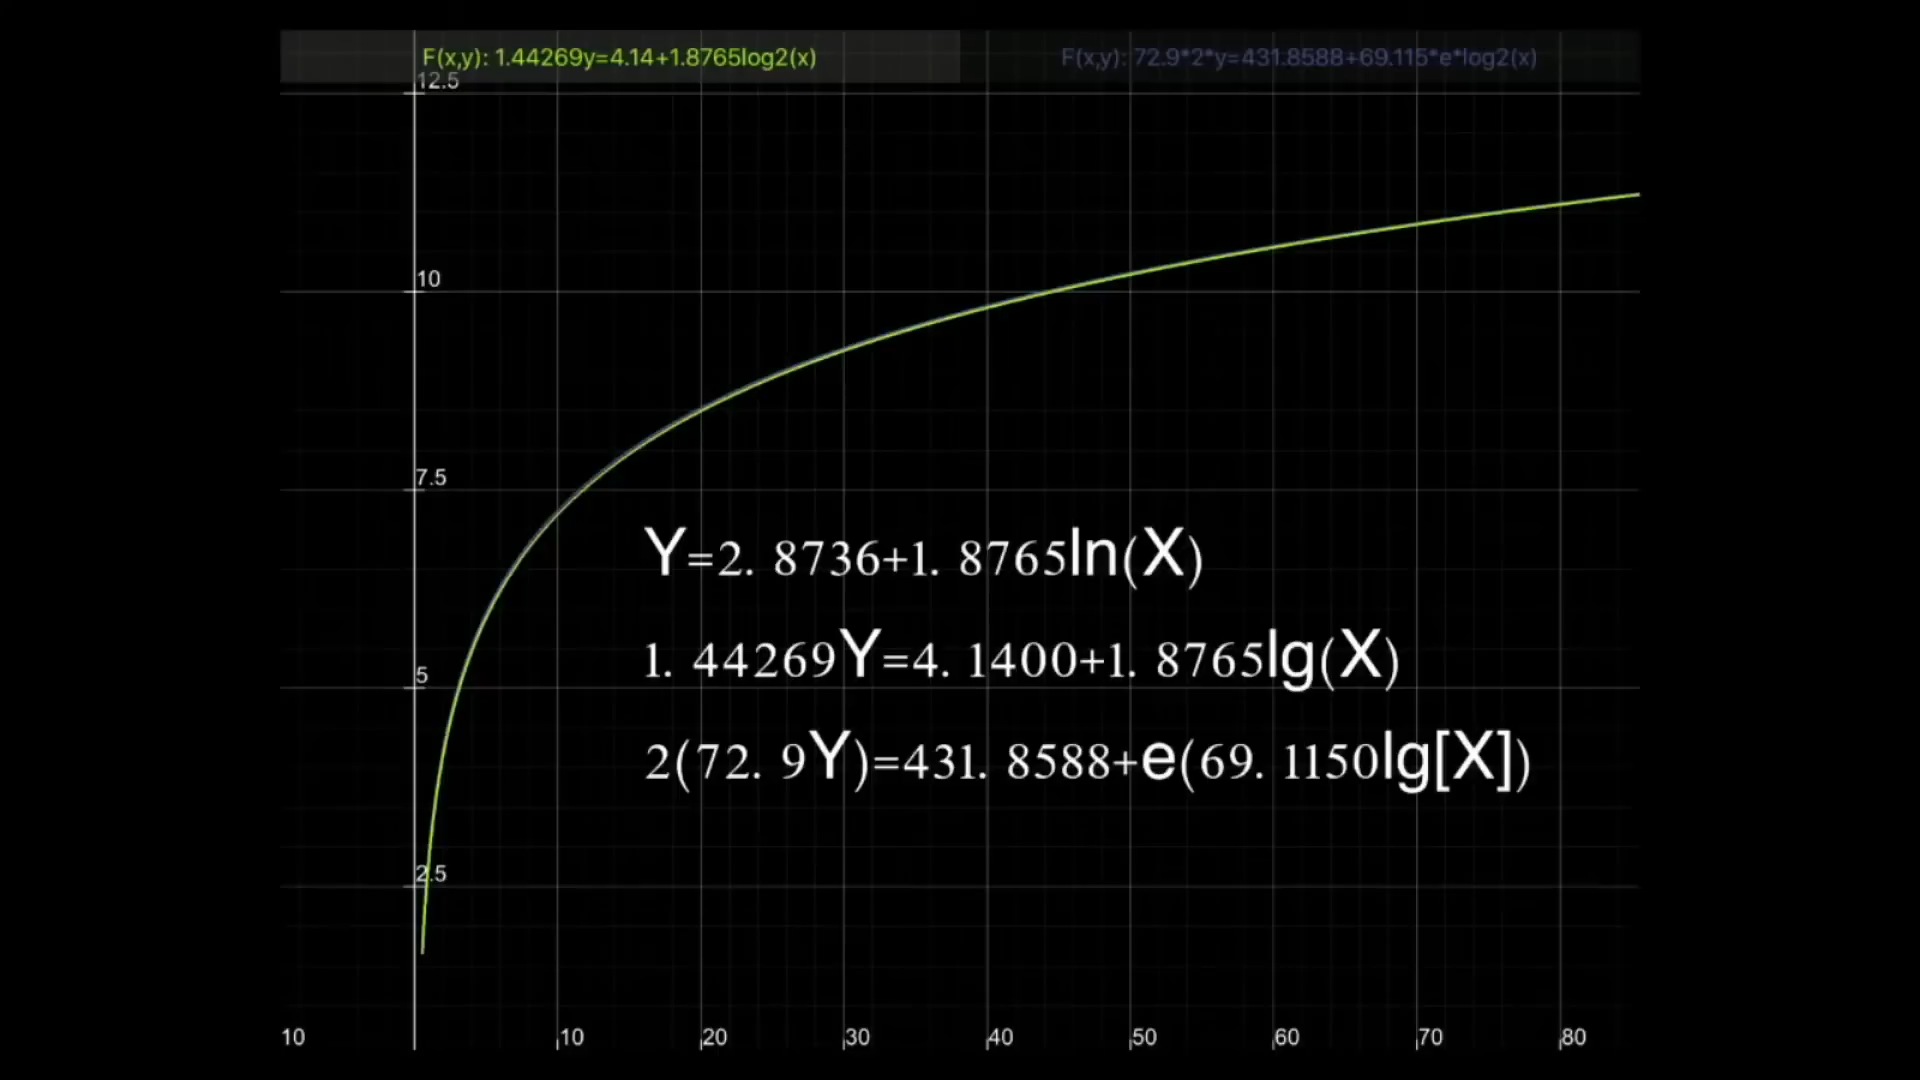 F(x,y): 1.44269y=4.14+1.8765log2(x) F(x,y): 72.9*2*y=431.8588+69.115*e*log2(x)
12.5
10
7.5
5
2.5
Y=2. 8736+1. 8765ln(X)
1. 44269Y=4. 1400+1. 8765lg(X)
2(72. 9Y)=431. 8588+e(69. 1150lg[X])
10 10 20 30 40 50 60 70 80